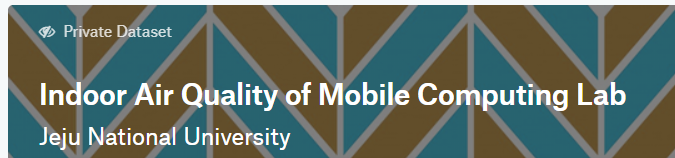 Private Dataset
Indoor Air Quality of Mobile Computing Lab
Jeju National University